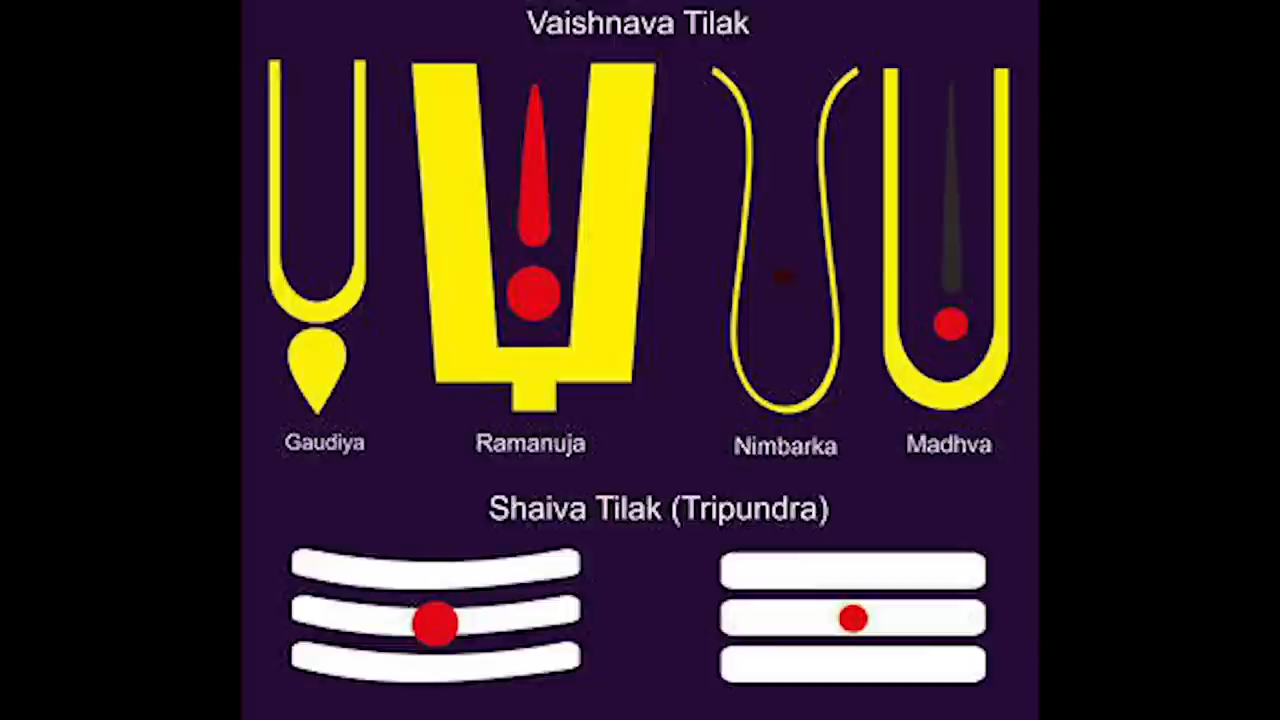 Vaishnava Tilak
Gaudiya
Ramanuja
Nimbarka
Madhva
Shaiva Tilak (Tripundra)